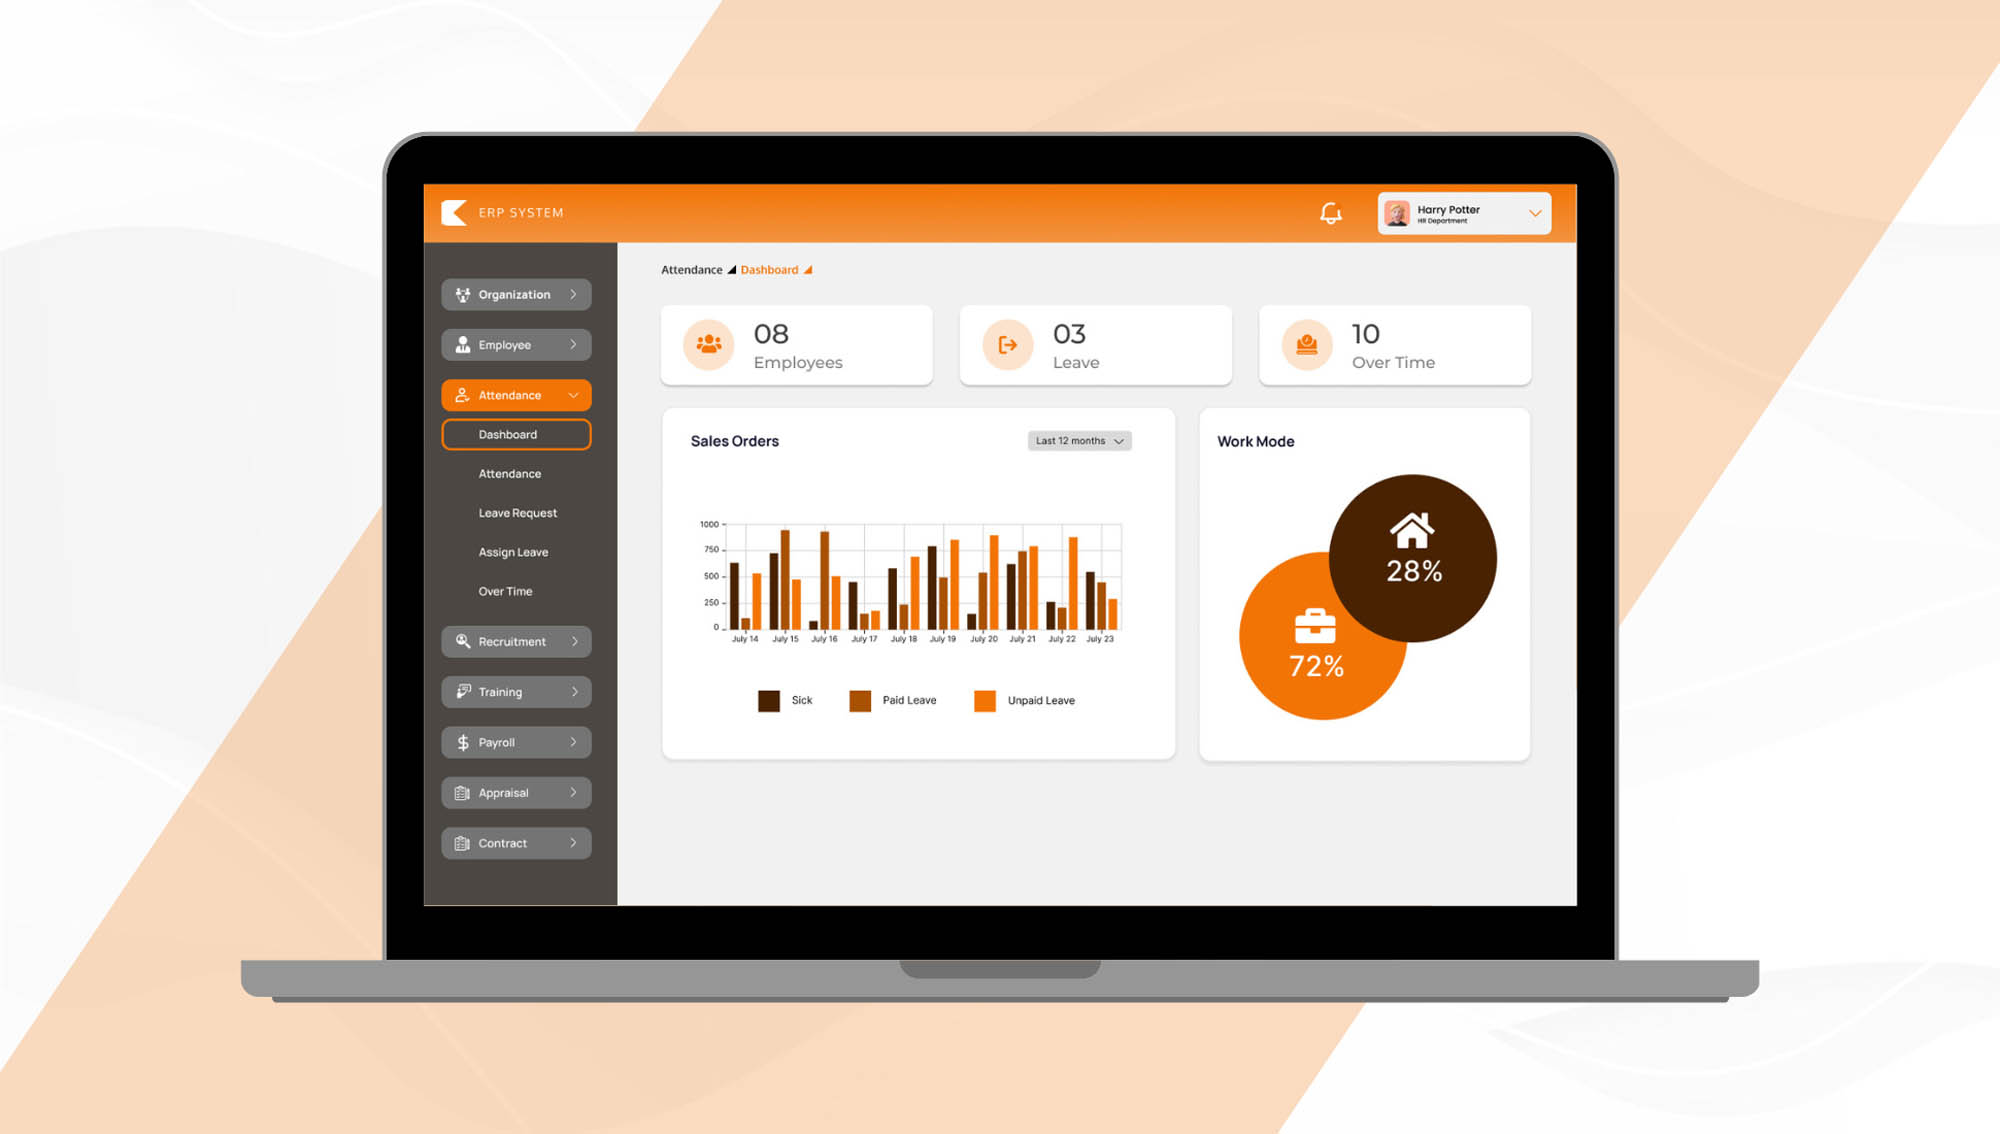 ERP SYSTEM
Harry Potter
HR Department
Organization
Employee
Attendance
Dashboard
Attendance
Leave Request
Assign Leave
Over Time
Recruitment
Training
Payroll
Appraisal
Contract
Attendance Dashboard
08
Employees
03
Leave
10
Over Time
Sales Orders
Last 12 months
1000
750
500
250
0
July 14 July 15 July 16 July 17 July 18 July 19 July 20 July 21 July 22 July 23
Sick Paid Leave Unpaid Leave
Work Mode
28%
72%